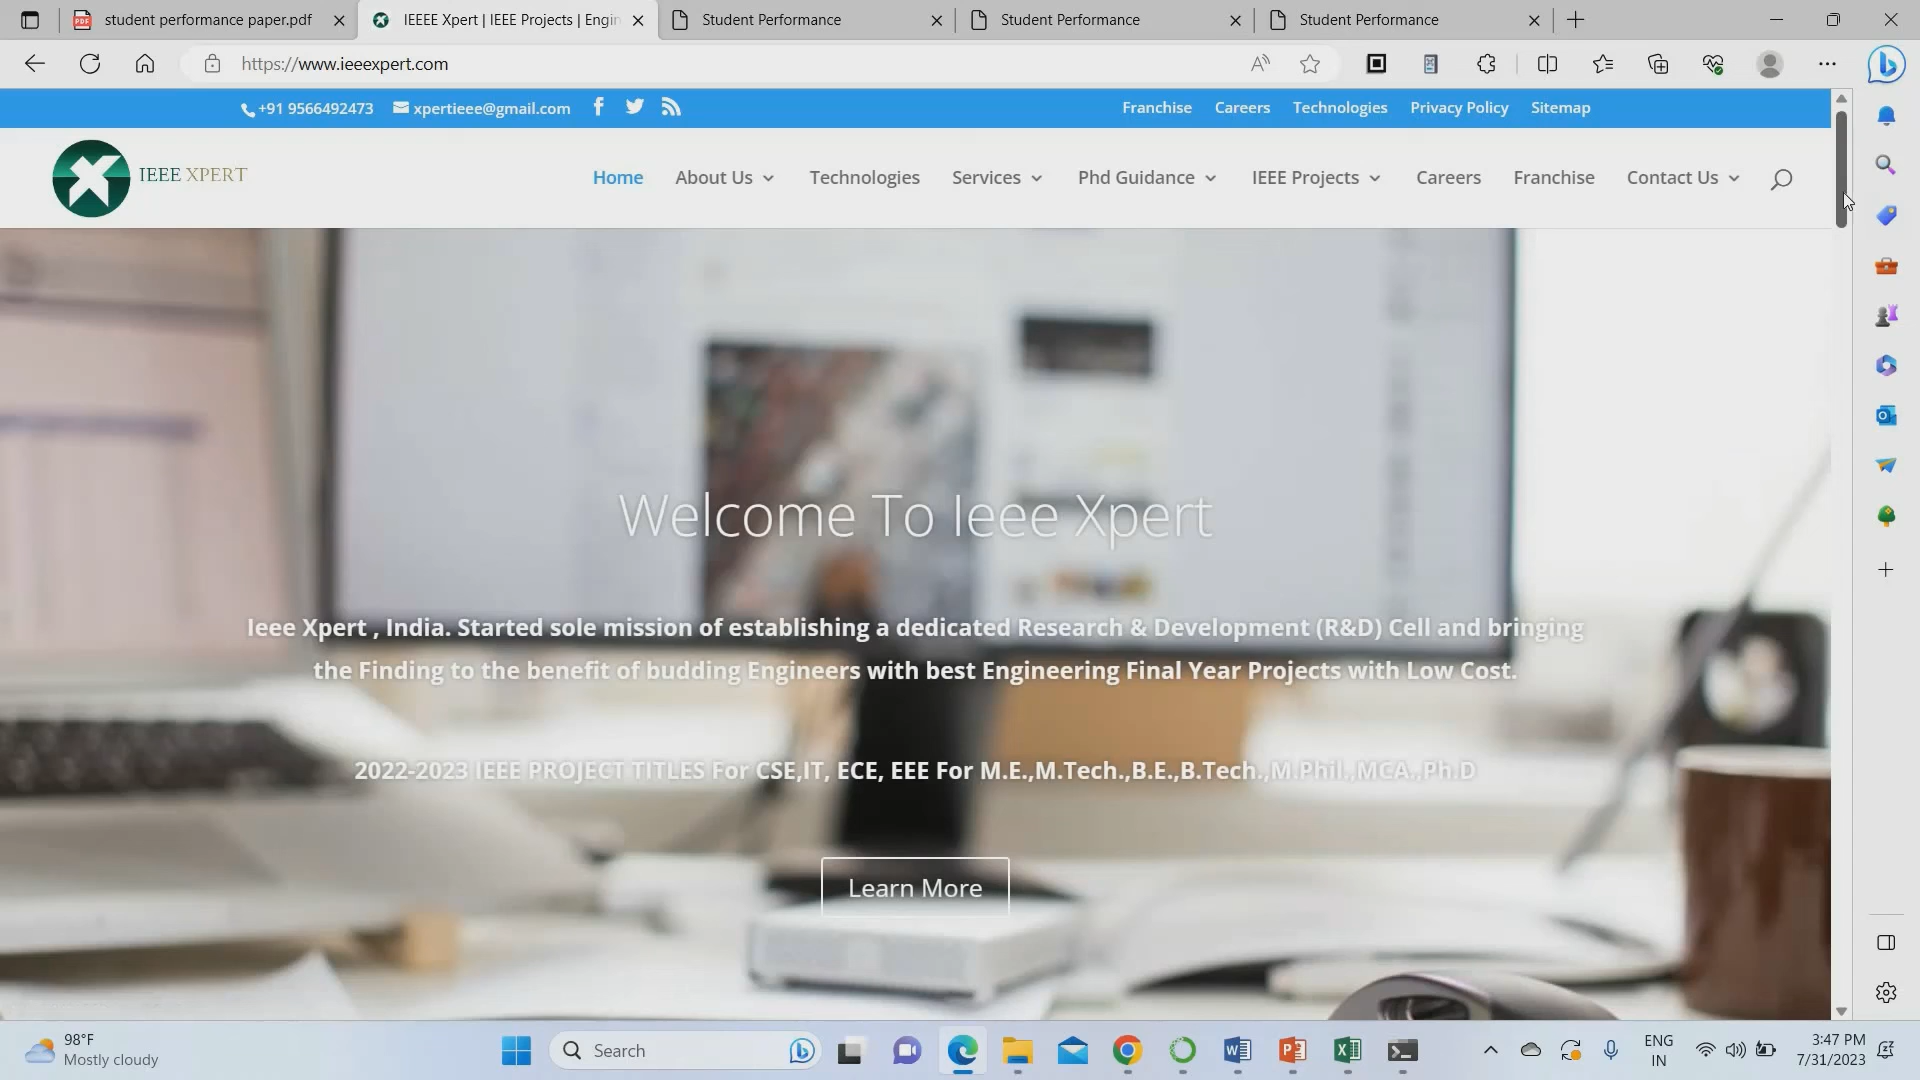 student performance paper.pdf
IEEEE Xpert | IEEE Projects | Engin
Student Performance
Student Performance
Student Performance
https://www.ieeexpert.com
+91 9566492473
xpertieee@gmail.com
Franchise
Careers
Technologies
Privacy Policy
Sitemap
IEEE XPERT
Home
About Us
Technologies
Services
Phd Guidance
IEEE Projects
Careers
Franchise
Contact Us
Welcome To Ieee Xpert
Ieee Xpert , India. Started sole mission of establishing a dedicated Research & Development (R&D) Cell and bringing
the Finding to the benefit of budding Engineers with best Engineering Final Year Projects with Low Cost.
2022-2023 IEEE PROJECT TITLES For CSE,IT, ECE, EEE For M.E.,M.Tech.,B.E.,B.Tech.,M.Phil.,MCA.,Ph.D
Learn More
98°F
Mostly cloudy
Search
ENG
IN
3:47 PM
7/31/2023